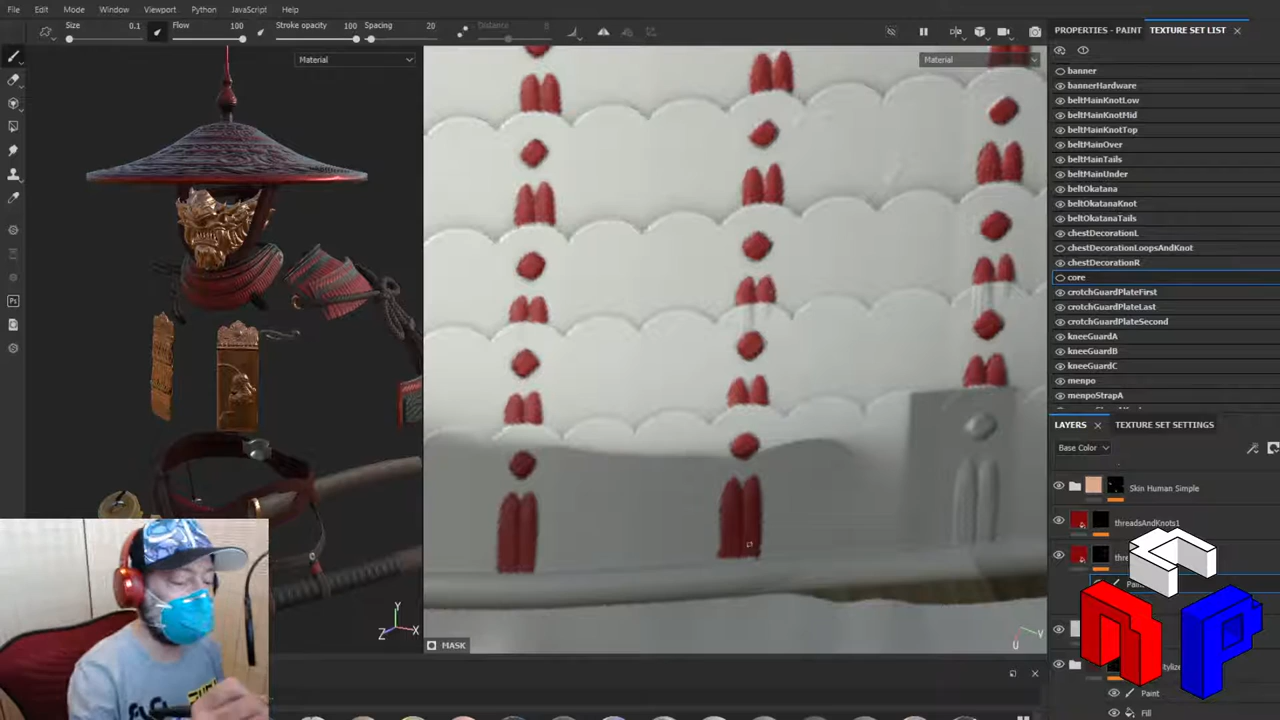 File Edit Mode Window Viewport Python JavaScript Help
Size 0.1 Flow 100 Stroke opacity 100 Spacing 20 Distance 8
PROPERTIES - PAINT TEXTURE SET LIST
Material
Material
banner
bannerHardware
beltMainKnotLow
beltMainKnotMid
beltMainKnotTop
beltMainOver
beltMainTails
beltMainUnder
beltOkatana
beltOkatanaKnot
beltOkatanaTails
chestDecorationL
chestDecorationLoopsAndKnot
chestDecorationR
core
crotchGuardPlateFirst
crotchGuardPlateLast
crotchGuardPlateSecond
kneeGuardA
kneeGuardB
kneeGuardC
menpo
menpoStrapA
LAYERS TEXTURE SET SETTINGS
Base Color
Skin Human Simple
threadsAndKnots1
Paint
Fill
Ps
Y
Z X
V
U
MASK